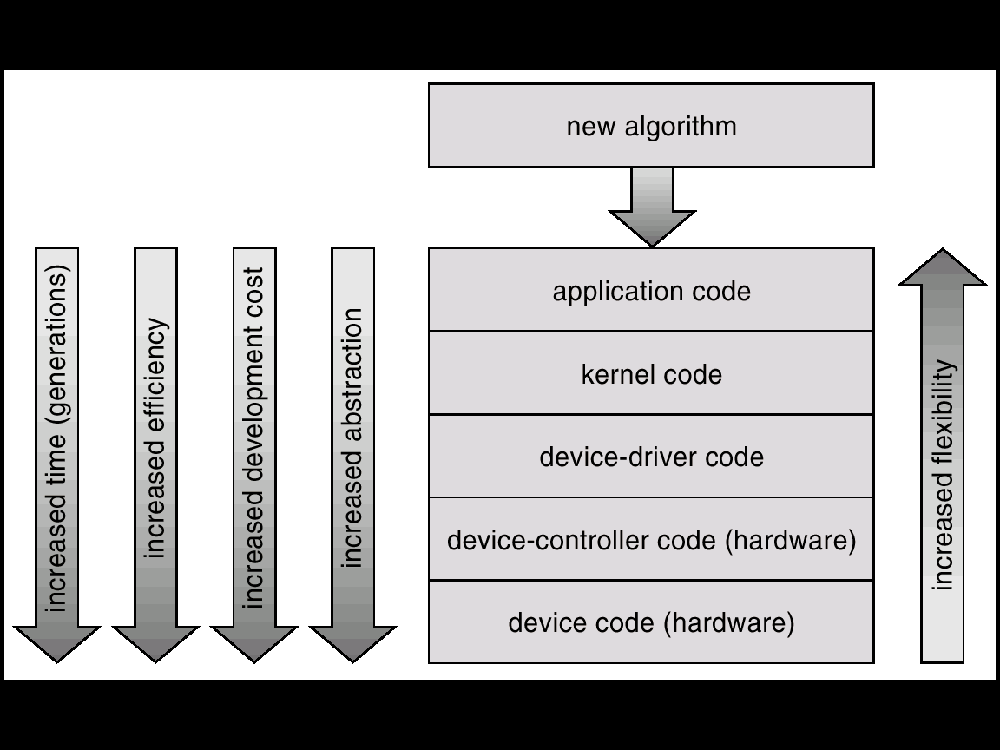 new algorithm
application code
kernel code
device-driver code
device-controller code (hardware)
device code (hardware)
increased time (generations)
increased efficiency
increased development cost
increased abstraction
increased flexibility